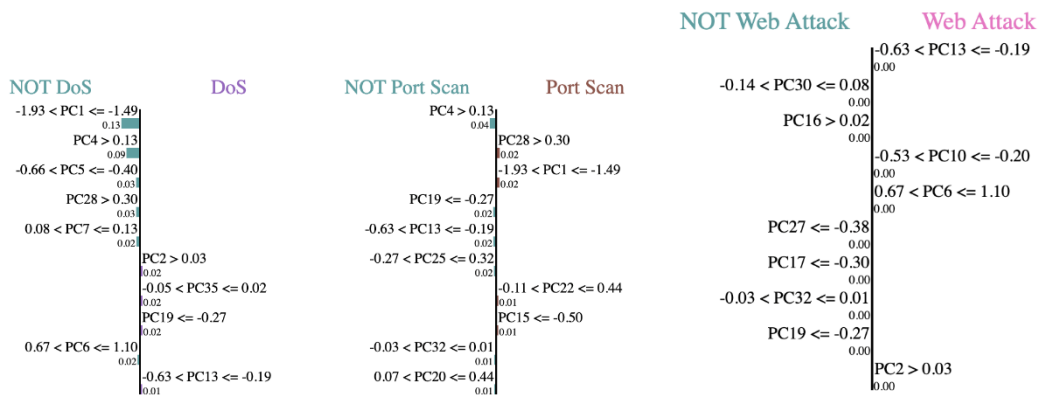 NOT DoS DoS
-1.93 < PC1 <= -1.49
0.13
PC4 > 0.13
0.09
-0.66 < PC5 <= -0.40
0.03
PC28 > 0.30
0.03
0.08 < PC7 <= 0.13
0.02
PC2 > 0.03
0.02
-0.05 < PC35 <= 0.02
0.02
PC19 <= -0.27
0.02
0.67 < PC6 <= 1.10
0.02
-0.63 < PC13 <= -0.19
0.01
NOT Port Scan Port Scan
PC4 > 0.13
0.04
PC28 > 0.30
0.02
-1.93 < PC1 <= -1.49
0.02
PC19 <= -0.27
0.02
-0.63 < PC13 <= -0.19
0.02
-0.27 < PC25 <= 0.32
0.02
-0.11 < PC22 <= 0.44
0.01
PC15 <= -0.50
0.01
-0.03 < PC32 <= 0.01
0.01
0.07 < PC20 <= 0.44
0.01
NOT Web Attack Web Attack
-0.63 < PC13 <= -0.19
0.00
-0.14 < PC30 <= 0.08
0.00
PC16 > 0.02
0.00
-0.53 < PC10 <= -0.20
0.00
0.67 < PC6 <= 1.10
0.00
PC27 <= -0.38
0.00
PC17 <= -0.30
0.00
-0.03 < PC32 <= 0.01
0.00
PC19 <= -0.27
0.00
PC2 > 0.03
0.00